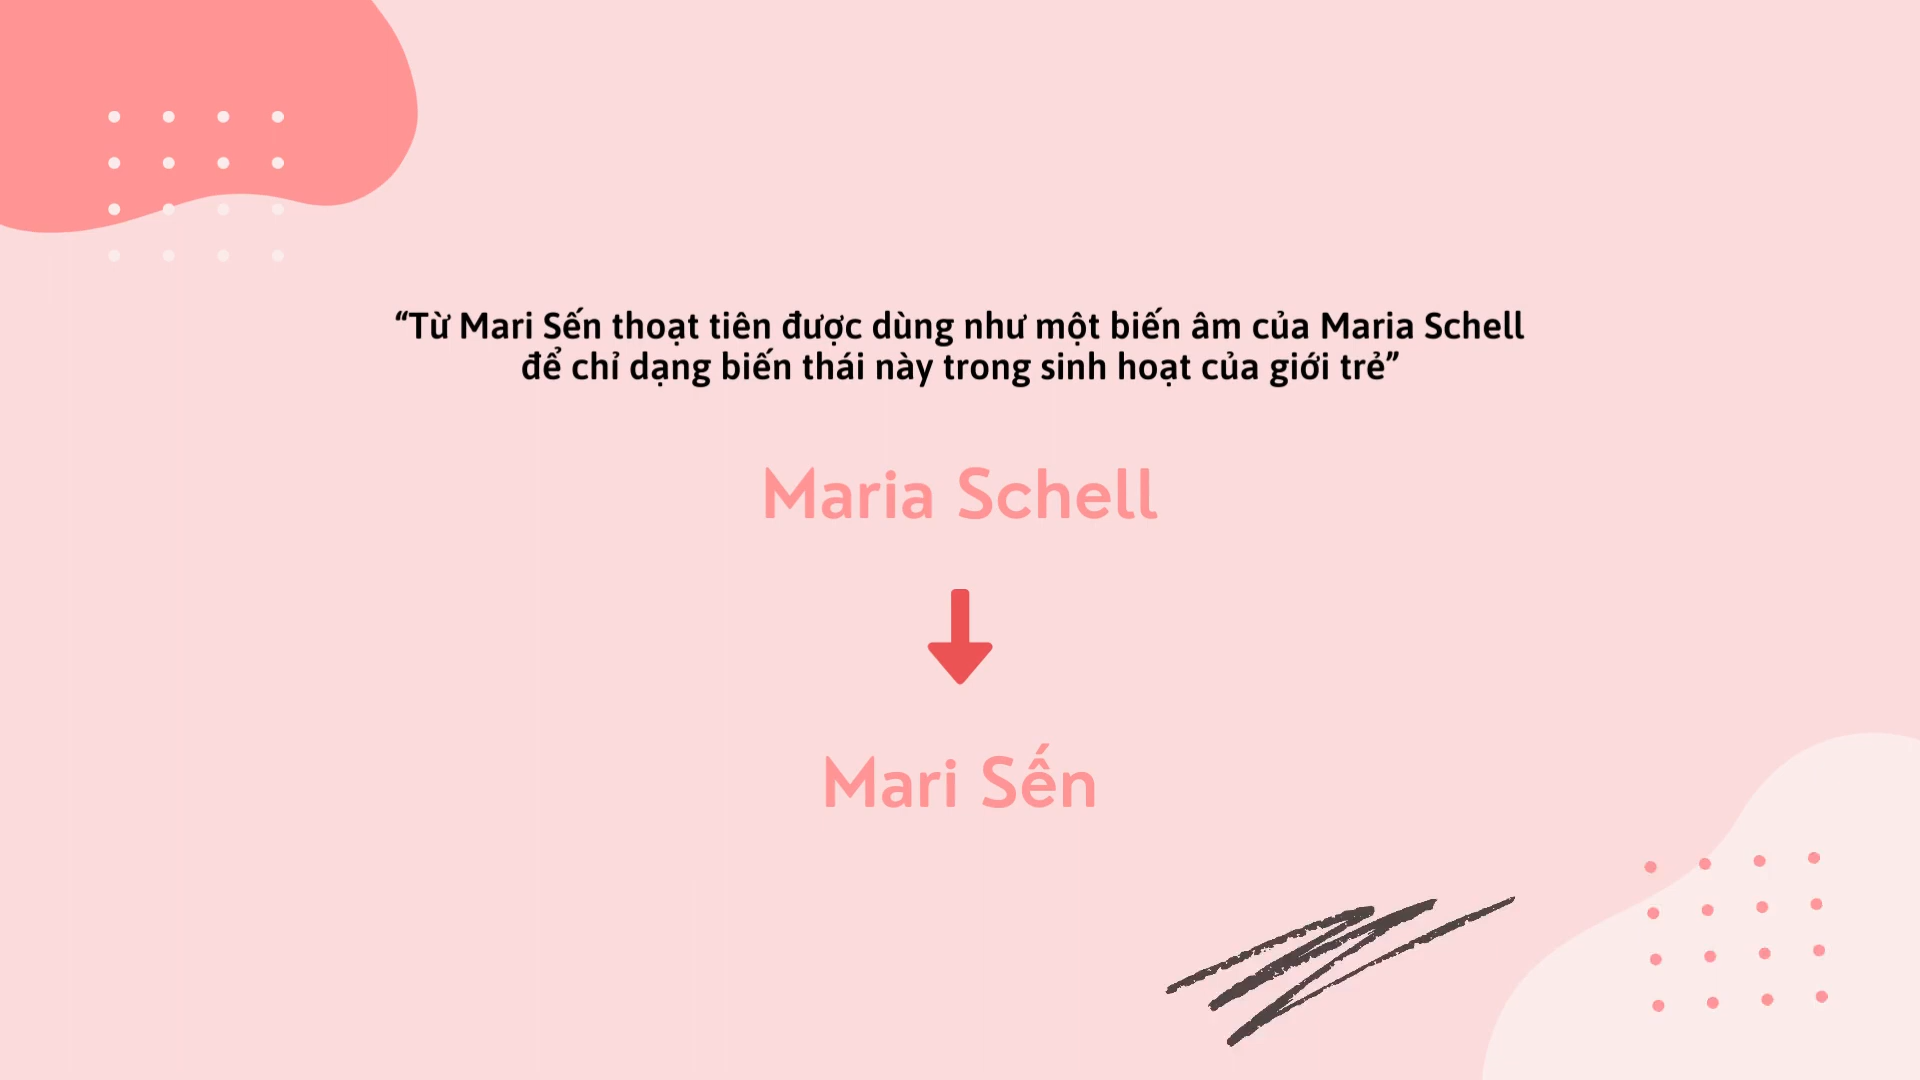 “Từ Mari Sến thoạt tiên được dùng như một biến âm của Maria Schell
để chỉ dạng biến thái này trong sinh hoạt của giới trẻ”
Maria Schell
Mari Sến